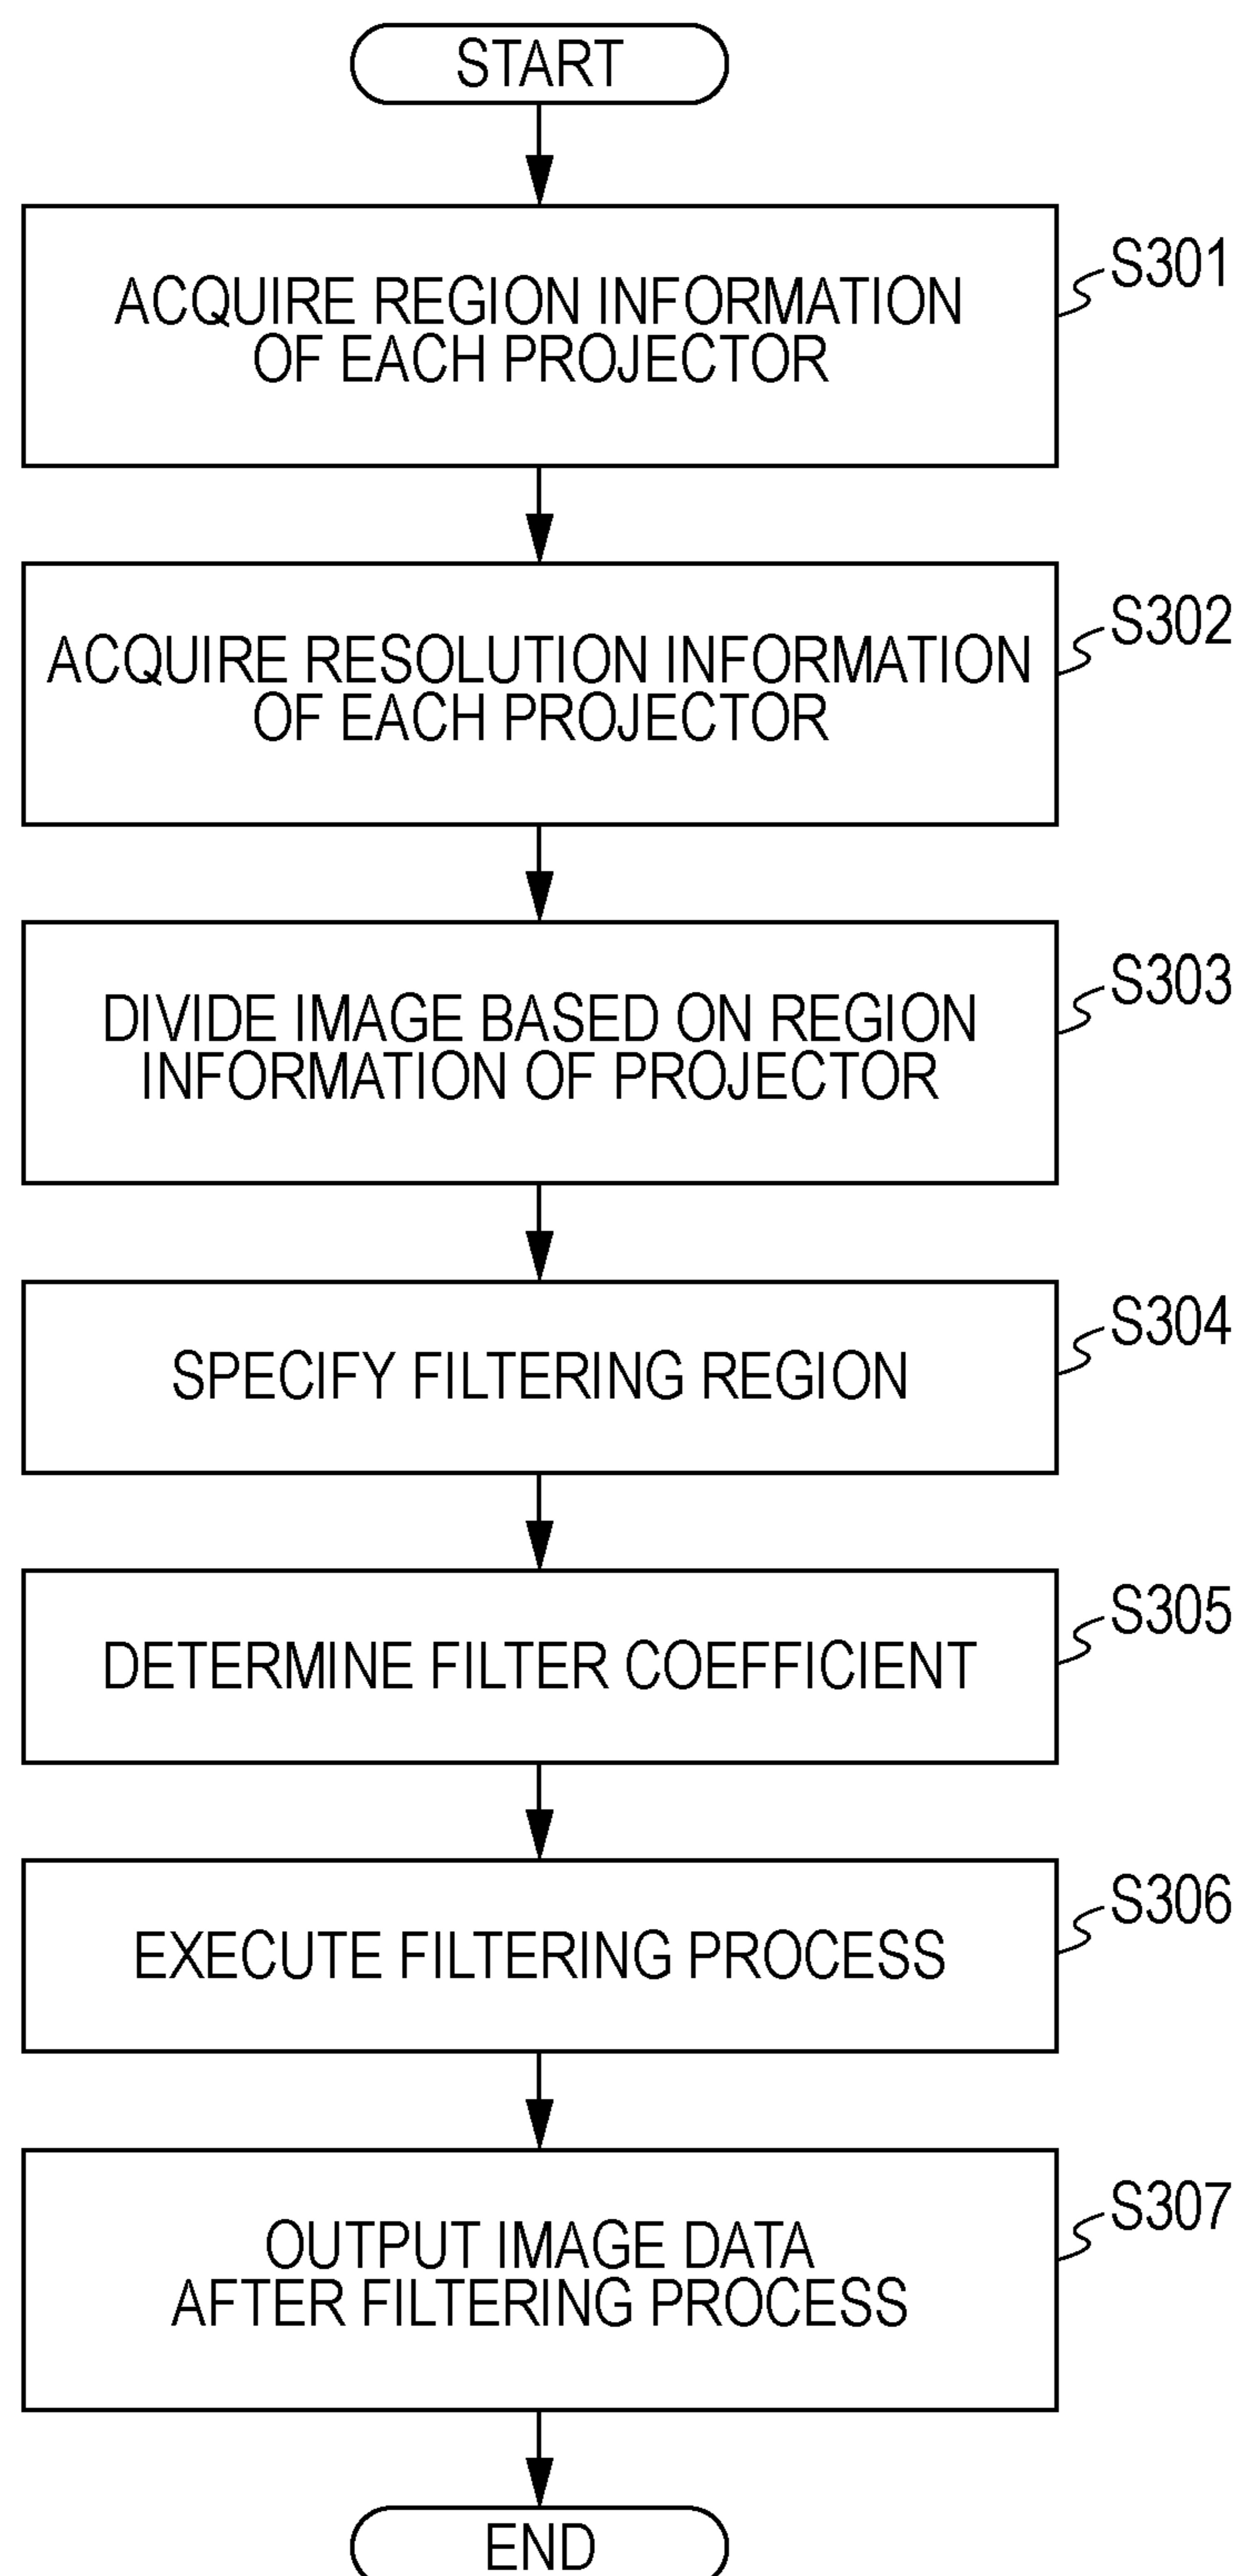 START
S301
ACQUIRE REGION INFORMATION
OF EACH PROJECTOR
S302
ACQUIRE RESOLUTION INFORMATION
OF EACH PROJECTOR
S303
DIVIDE IMAGE BASED ON REGION
INFORMATION OF PROJECTOR
S304
SPECIFY FILTERING REGION
S305
DETERMINE FILTER COEFFICIENT
S306
EXECUTE FILTERING PROCESS
S307
OUTPUT IMAGE DATA
AFTER FILTERING PROCESS
END